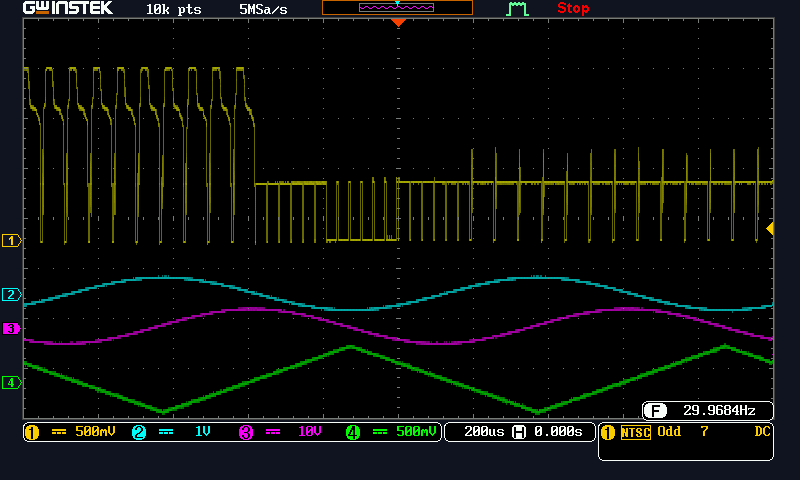 GWINSTEK 10k pts 5MSa/s Stop
1
2
3
4
F 29.9684Hz
1 500mV 2 1V 3 10V 4 500mV 200us H 0.000s 1 NTSC Odd 7 DC